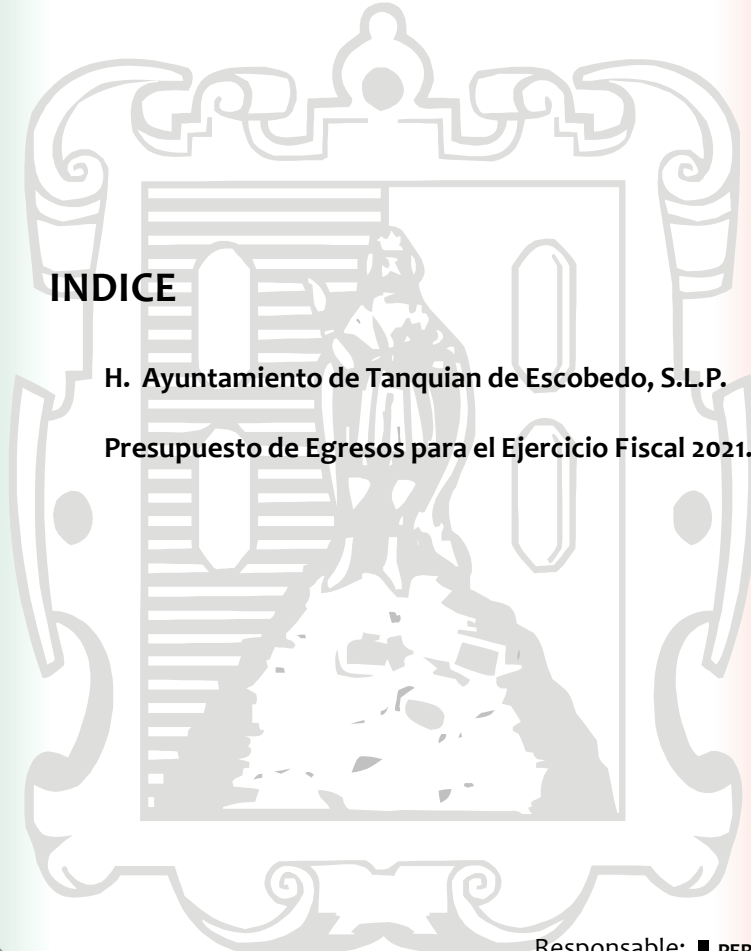 INDICE
H. Ayuntamiento de Tanquian de Escobedo, S.L.P.
Presupuesto de Egresos para el Ejercicio Fiscal 2021.
Responsable: